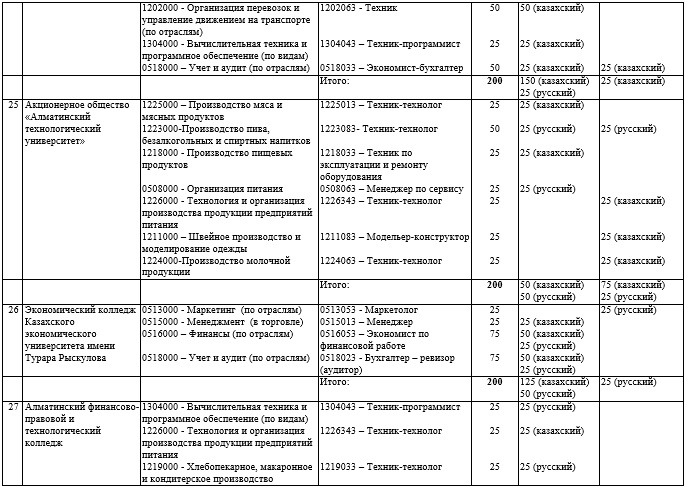 1202000 - Организация перевозок и 1202063 - Техник 50 50 (казахский)
управление движением на транспорте
(по отраслям)
1304000 - Вычислительная техника и 1304043 – Техник-программист 25 25 (казахский)
программное обеспечение (по видам)
0518000 – Учет и аудит (по отраслям) 0518033 – Экономист-бухгалтер 50 25 (казахский) 25 (казахский)
Итого: 200 150 (казахский) 25 (казахский)
25 (русский)
25 Акционерное общество 1225000 – Производство мяса и 1225013 – Техник-технолог 25 25 (казахский)
«Алматинский мясных продуктов
технологический 1223000-Производство пива, 1223083- Техник-технолог 50 25 (русский) 25 (русский)
университет» безалкогольных и спиртных напитков
1218000 - Производство пищевых 1218033 – Техник по 25 25 (казахский)
продуктов эксплуатации и ремонту
оборудования
0508000 - Организация питания 0508063 – Менеджер по сервису 25 25 (русский)
1226000 - Технология и организация 1226343 – Техник-технолог 25 25 (казахский)
производства продукции предприятий
питания
1211000 – Швейное производство и 1211083 – Модельер-конструктор 25 25 (казахский)
моделирование одежды
1224000-Производство молочной 1224063 – Техник-технолог 25 25 (казахский)
продукции
Итого: 200 50 (казахский) 75 (казахский)
50 (русский) 25 (русский)
26 Экономический колледж 0513000 - Маркетинг (по отраслям) 0513053 - Маркетолог 25 25 (русский)
Казахского 0515000 - Менеджмент (в торговле) 0515013 – Менеджер 25 25 (казахский)
экономического 0516000 – Финансы (по отраслям) 0516053 – Экономист по 75 50 (казахский)
университета имени финансовой работе 25 (русский)
Турара Рыскулова 0518000 – Учет и аудит (по отраслям) 0518023 - Бухгалтер – ревизор 75 50 (казахский)
(аудитор) 25 (русский)
Итого: 200 125 (казахский) 25 (русский)
50 (русский)
27 Алматинский финансово- 1304000 - Вычислительная техника и 1304043 – Техник-программист 25 25 (русский)
правовой и программное обеспечение (по видам)
технологический 1226000 - Технология и организация 1226343 – Техник-технолог 25 25 (казахский)
колледж производства продукции предприятий
питания
1219000 - Хлебопекарное, макаронное 1219033 – Техник-технолог 25 25 (русский)
и кондитерское производство